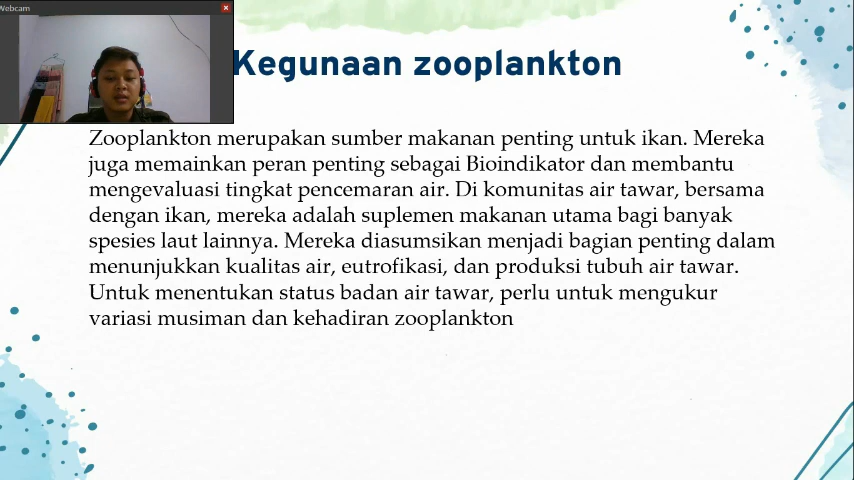 Webcam
Kegunaan zooplankton
Zooplankton merupakan sumber makanan penting untuk ikan. Mereka
juga memainkan peran penting sebagai Bioindikator dan membantu
mengevaluasi tingkat pencemaran air. Di komunitas air tawar, bersama
dengan ikan, mereka adalah suplemen makanan utama bagi banyak
spesies laut lainnya. Mereka diasumsikan menjadi bagian penting dalam
menunjukkan kualitas air, eutrofikasi, dan produksi tubuh air tawar.
Untuk menentukan status badan air tawar, perlu untuk mengukur
variasi musiman dan kehadiran zooplankton